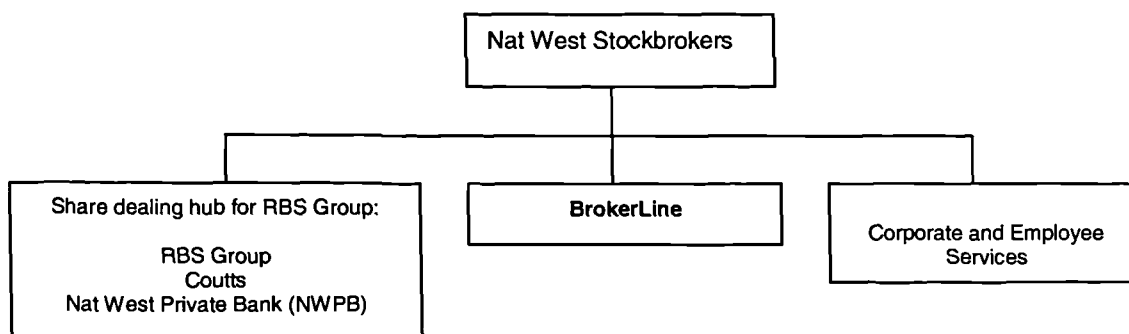 Nat West Stockbrokers
Share dealing hub for RBS Group:
RBS Group
Coutts
Nat West Private Bank (NWPB)
BrokerLine
Corporate and Employee
Services